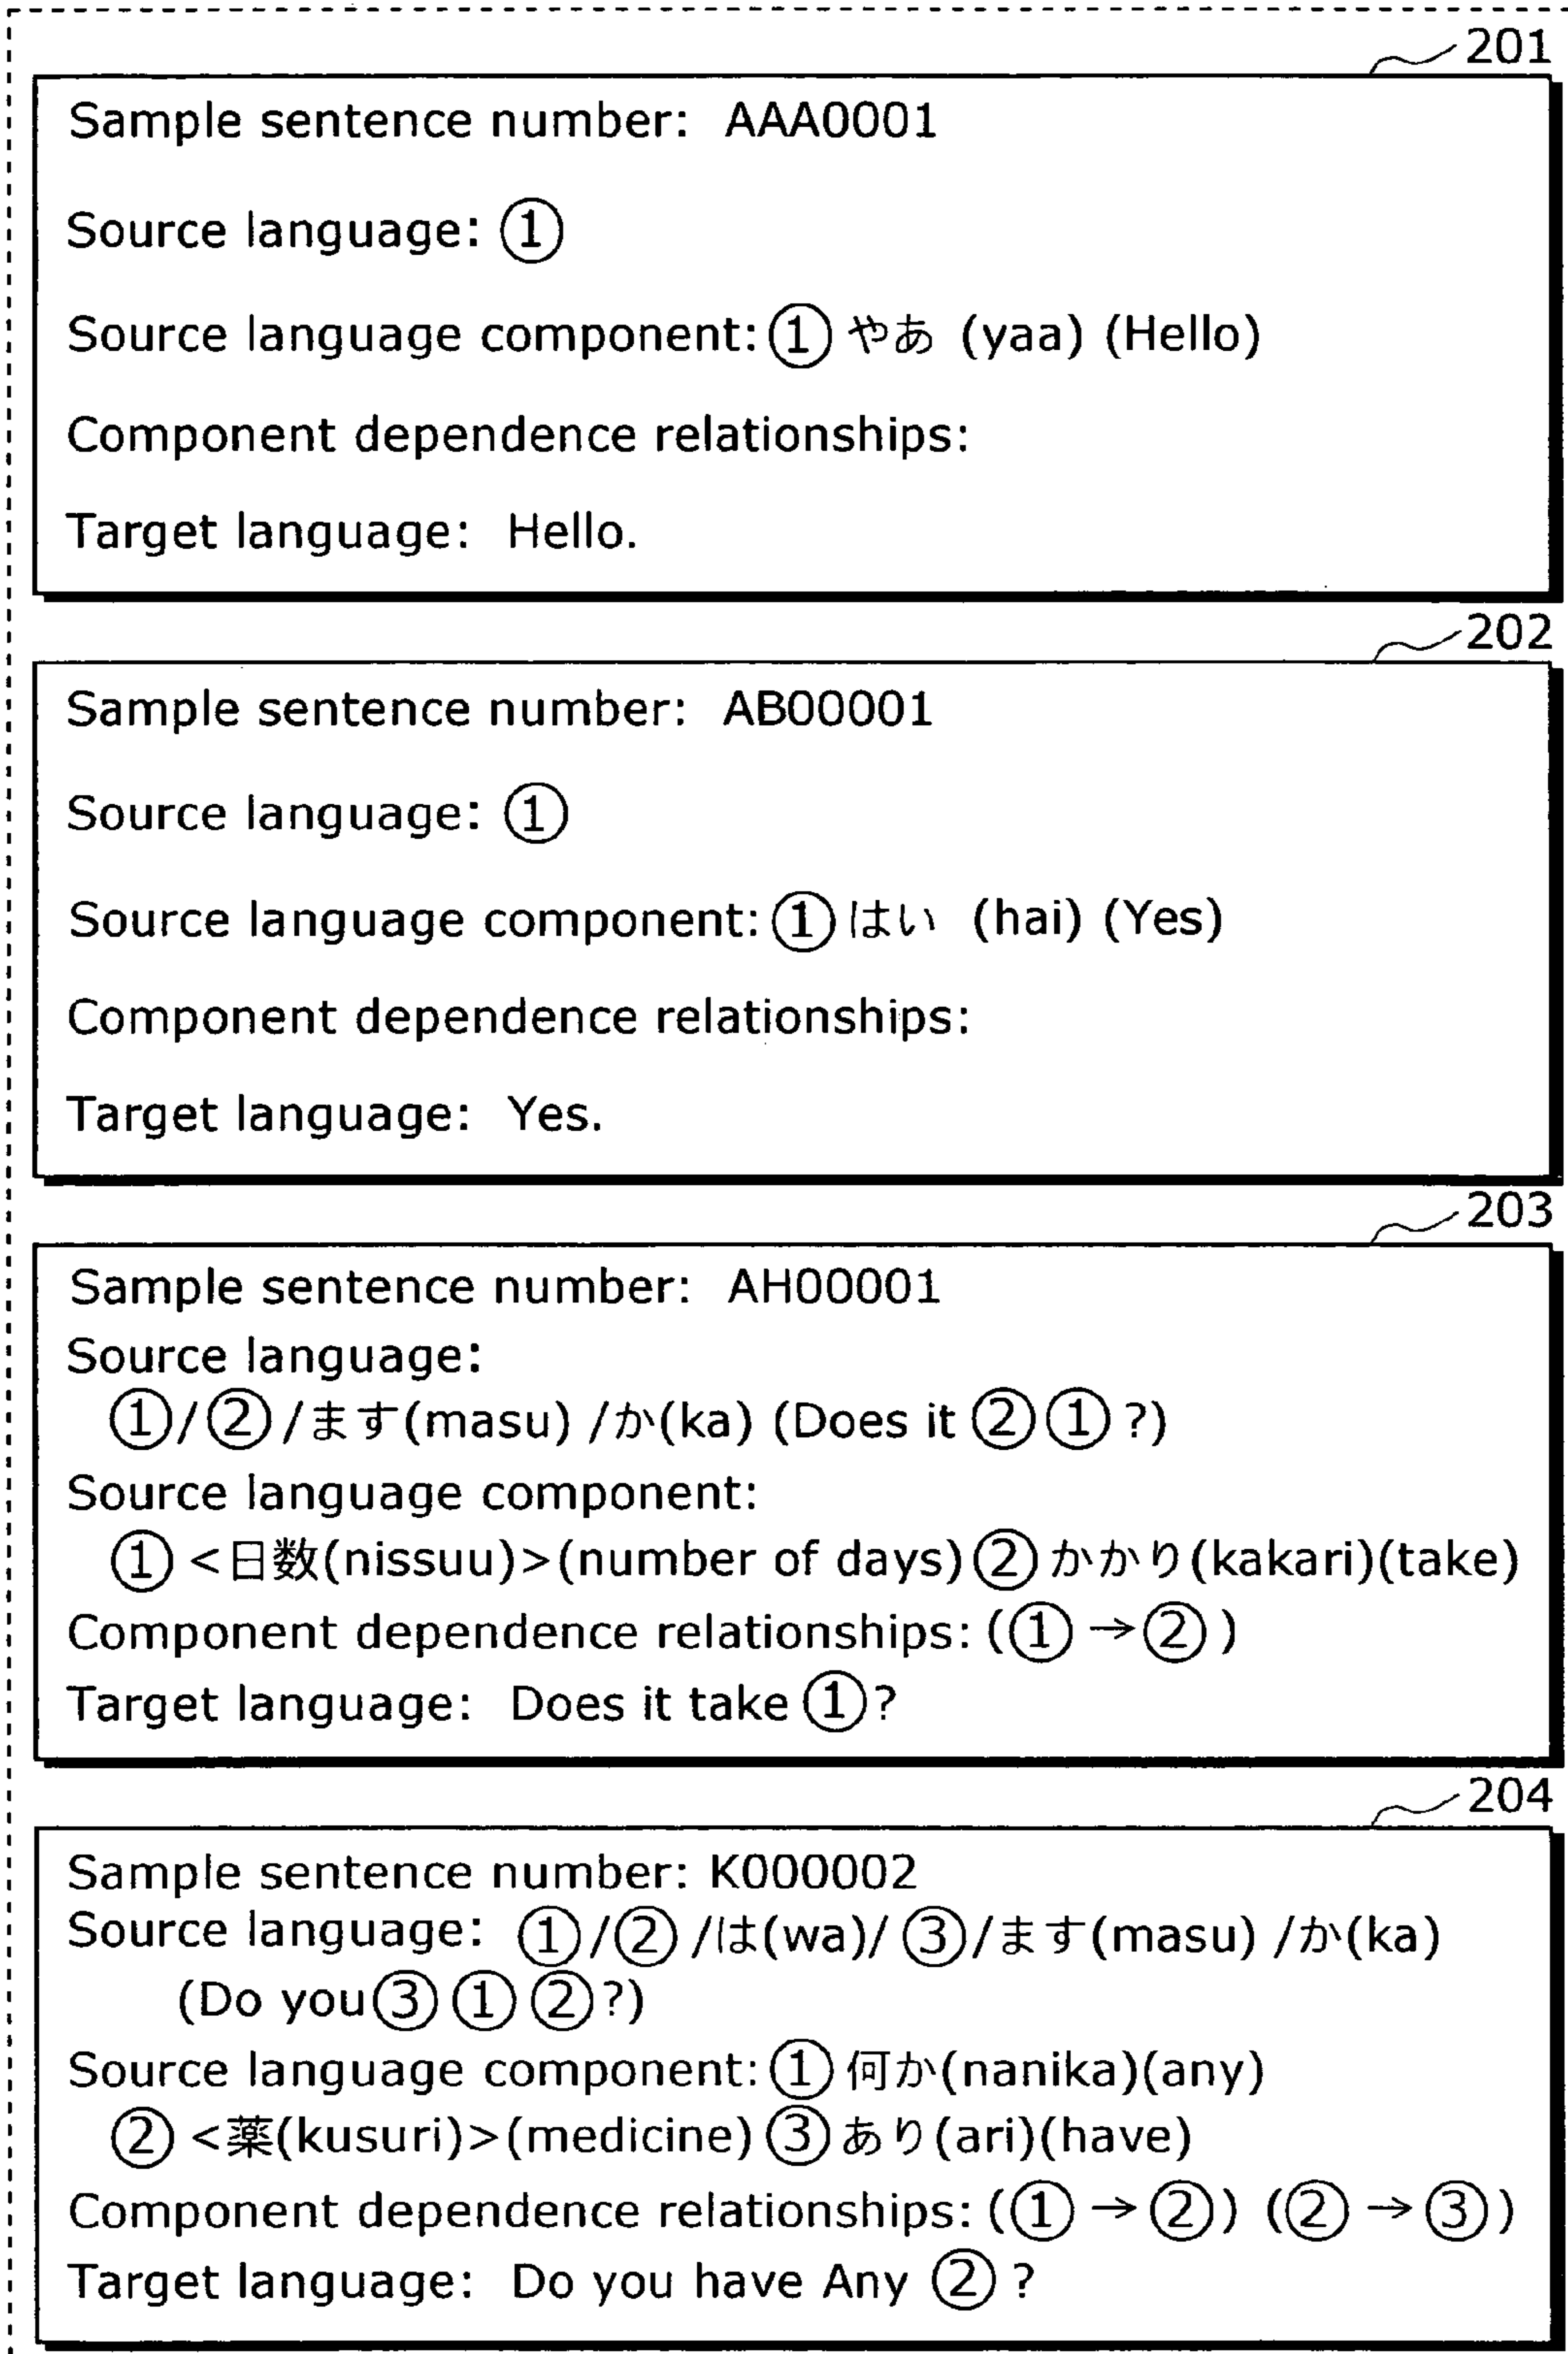 201
Sample sentence number: AAA0001
Source language: ①
Source language component: ① やあ (yaa) (Hello)
Component dependence relationships:
Target language: Hello.
202
Sample sentence number: AB00001
Source language: ①
Source language component: ① はい (hai) (Yes)
Component dependence relationships:
Target language: Yes.
203
Sample sentence number: AH00001
Source language:
①/②/ます(masu) /か(ka) (Does it ②①?)
Source language component:
① <日数(nissuu)>(number of days) ② かかり(kakari)(take)
Component dependence relationships: (① →②)
Target language: Does it take ①?
204
Sample sentence number: K000002
Source language: ①/② /は(wa)/ ③/ます(masu) /か(ka)
(Do you ③ ① ②?)
Source language component: ① 何か(nanika)(any)
② <薬(kusuri)>(medicine) ③ あり(ari)(have)
Component dependence relationships: (① →②) (② →③)
Target language: Do you have Any ② ?